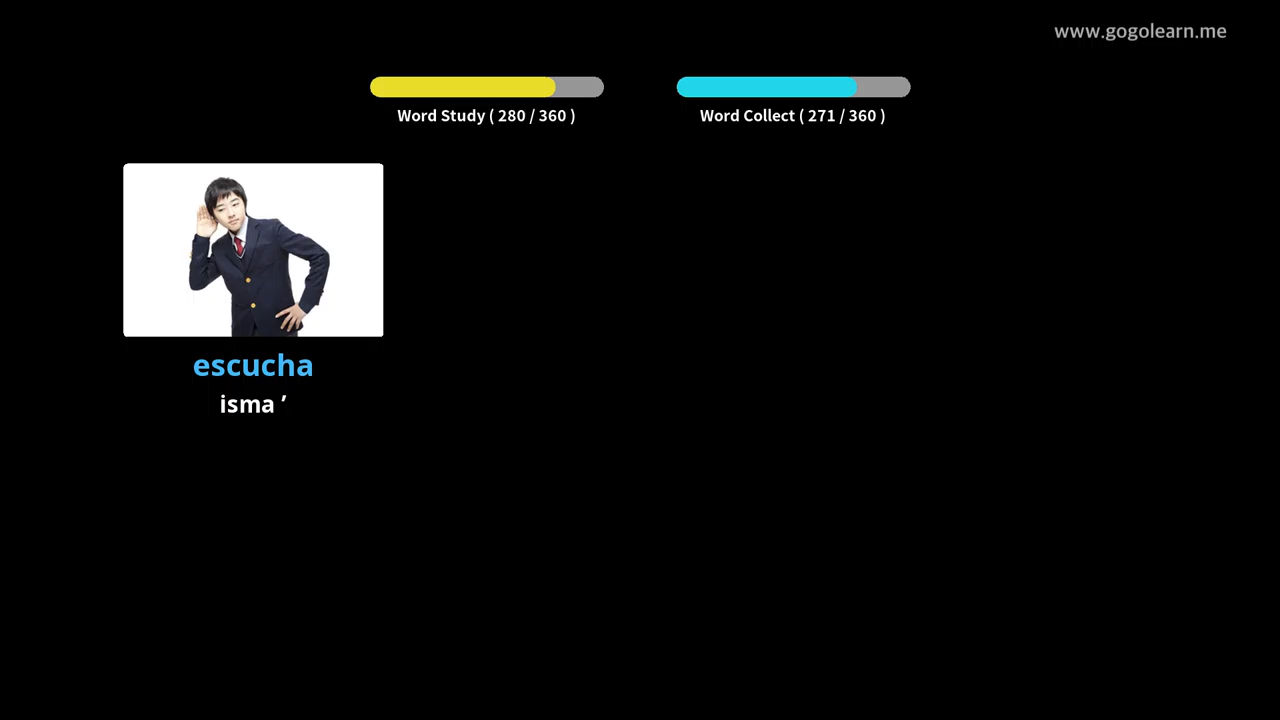 www.gogolearn.me
Word Study ( 280 / 360 )
Word Collect ( 271 / 360 )
escucha
isma ’